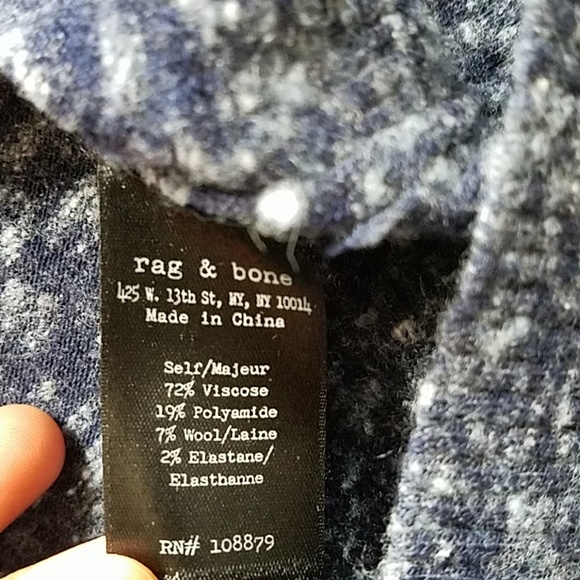 rag & bone
425 W. 13th St, NY, NY 10014
Made in China
Self/Majeur
72% Viscose
19% Polyamide
7% Wool/Laine
2% Elastane/
Elasthanne
RN# 108879